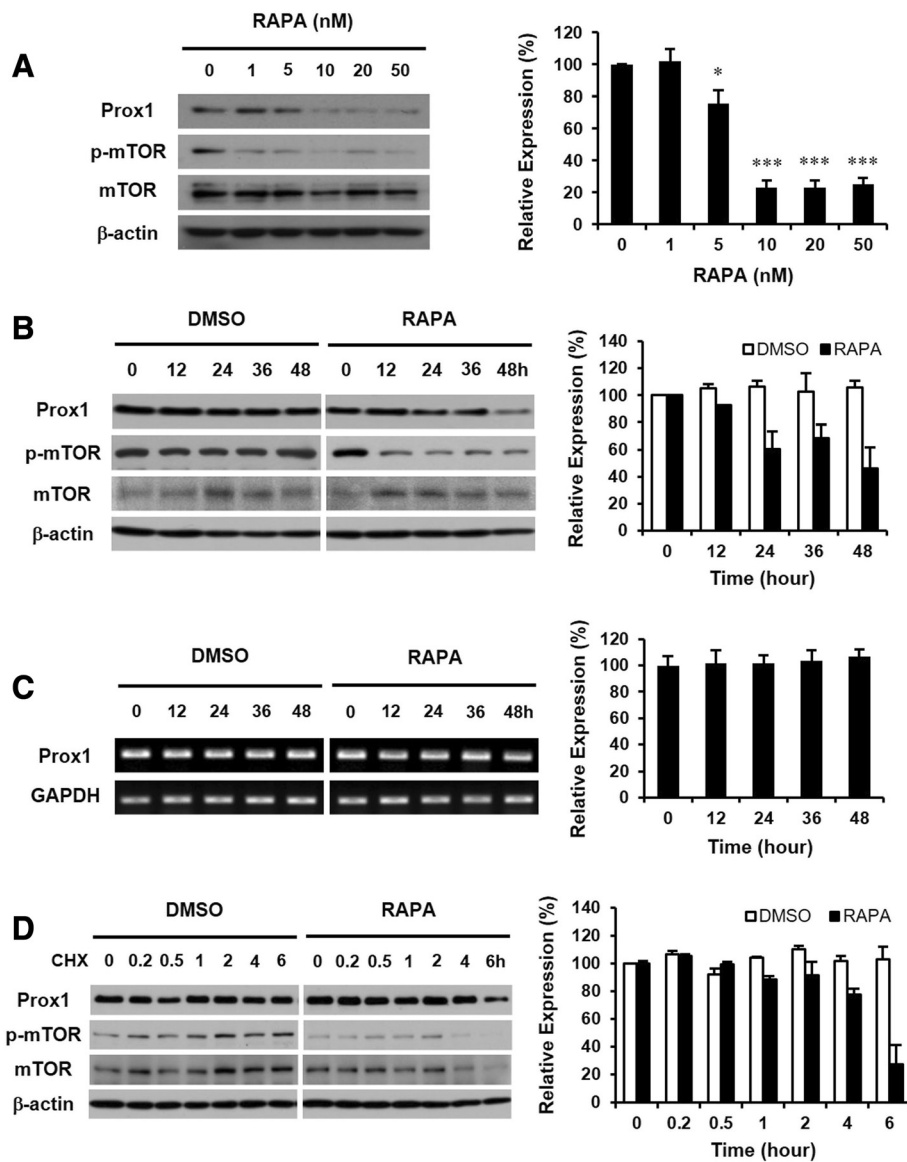 A
RAPA (nM)
0 1 5 10 20 50
Prox1
p-mTOR
mTOR
β-actin
Relative Expression (%)
120
100
80
60
40
20
0
* *** *** ***
0 1 5 10 20 50
RAPA (nM)
B
DMSO RAPA
0 12 24 36 48 0 12 24 36 48h
Prox1
p-mTOR
mTOR
β-actin
Relative Expression (%)
140
120
100
80
60
40
20
0
DMSO RAPA
0 12 24 36 48
Time (hour)
C
DMSO RAPA
0 12 24 36 48 0 12 24 36 48h
Prox1
GAPDH
Relative Expression (%)
120
100
80
60
40
20
0
0 12 24 36 48
Time (hour)
D
DMSO RAPA
CHX 0 0.2 0.5 1 2 4 6 0 0.2 0.5 1 2 4 6h
Prox1
p-mTOR
mTOR
β-actin
Relative Expression (%)
140
120
100
80
60
40
20
0
DMSO RAPA
0 0.2 0.5 1 2 4 6
Time (hour)